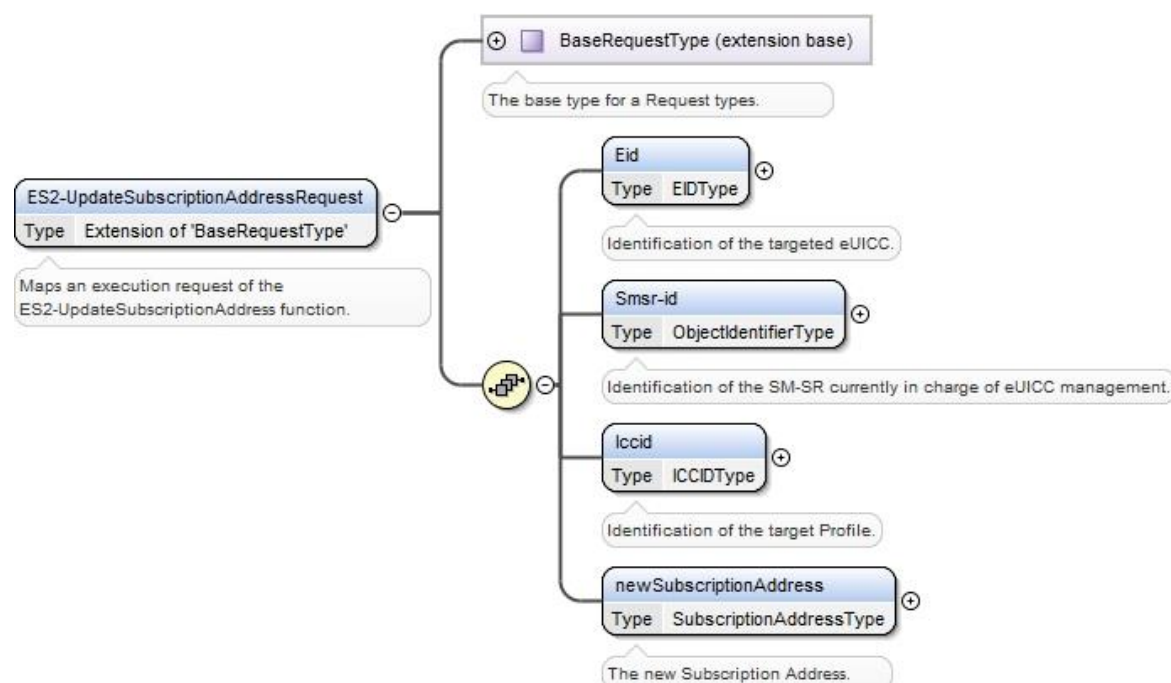 BaseRequestType (extension base)
The base type for a Request types.
Eid
Type EIDType
Identification of the targeted eUICC.
ES2-UpdateSubscriptionAddressRequest
Type Extension of 'BaseRequestType'
Maps an execution request of the
ES2-UpdateSubscriptionAddress function.
Smsr-id
Type ObjectIdentifierType
Identification of the SM-SR currently in charge of eUICC management.
Iccid
Type ICCIDType
Identification of the target Profile.
newSubscriptionAddress
Type SubscriptionAddressType
The new Subscription Address.